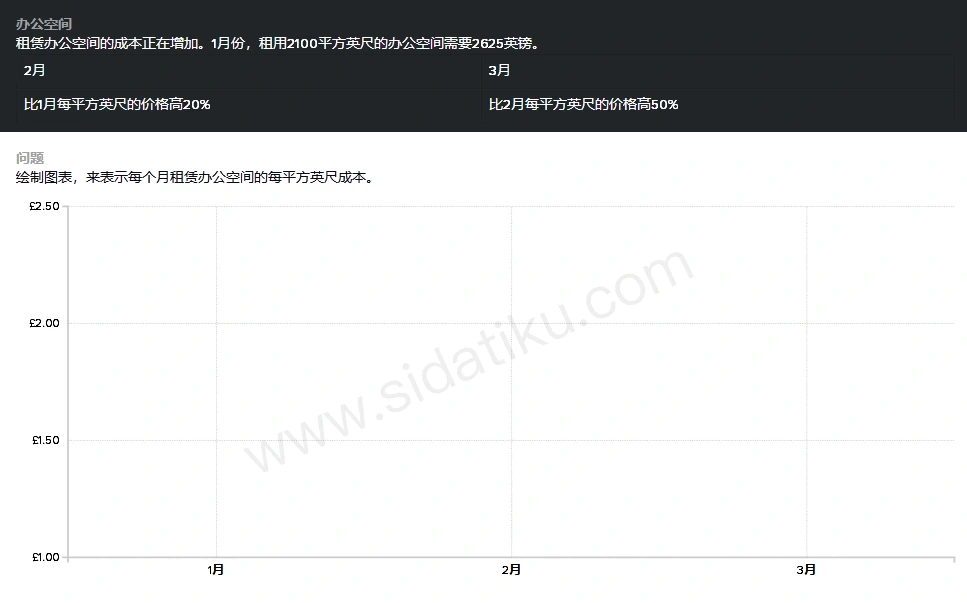 办公空间
租赁办公空间的成本正在增加。1月份，租用2100平方英尺的办公空间需要2625英镑。
2月 3月
比1月每平方英尺的价格高20% 比2月每平方英尺的价格高50%
问题
绘制图表，来表示每个月租赁办公空间的每平方英尺成本。
£2.50
£2.00
www.sidatiku.com
£1.50
£1.00
1月 2月 3月